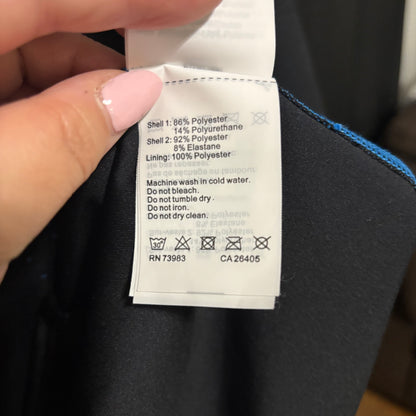 Shell 1: 86% Polyester
14% Polyurethane
Shell 2: 92% Polyester
8% Elastane
Lining: 100% Polyester
Machine wash in cold water.
Do not bleach.
Do not tumble dry.
Do not iron.
Do not dry clean.
30°
RN 73983 CA 26405